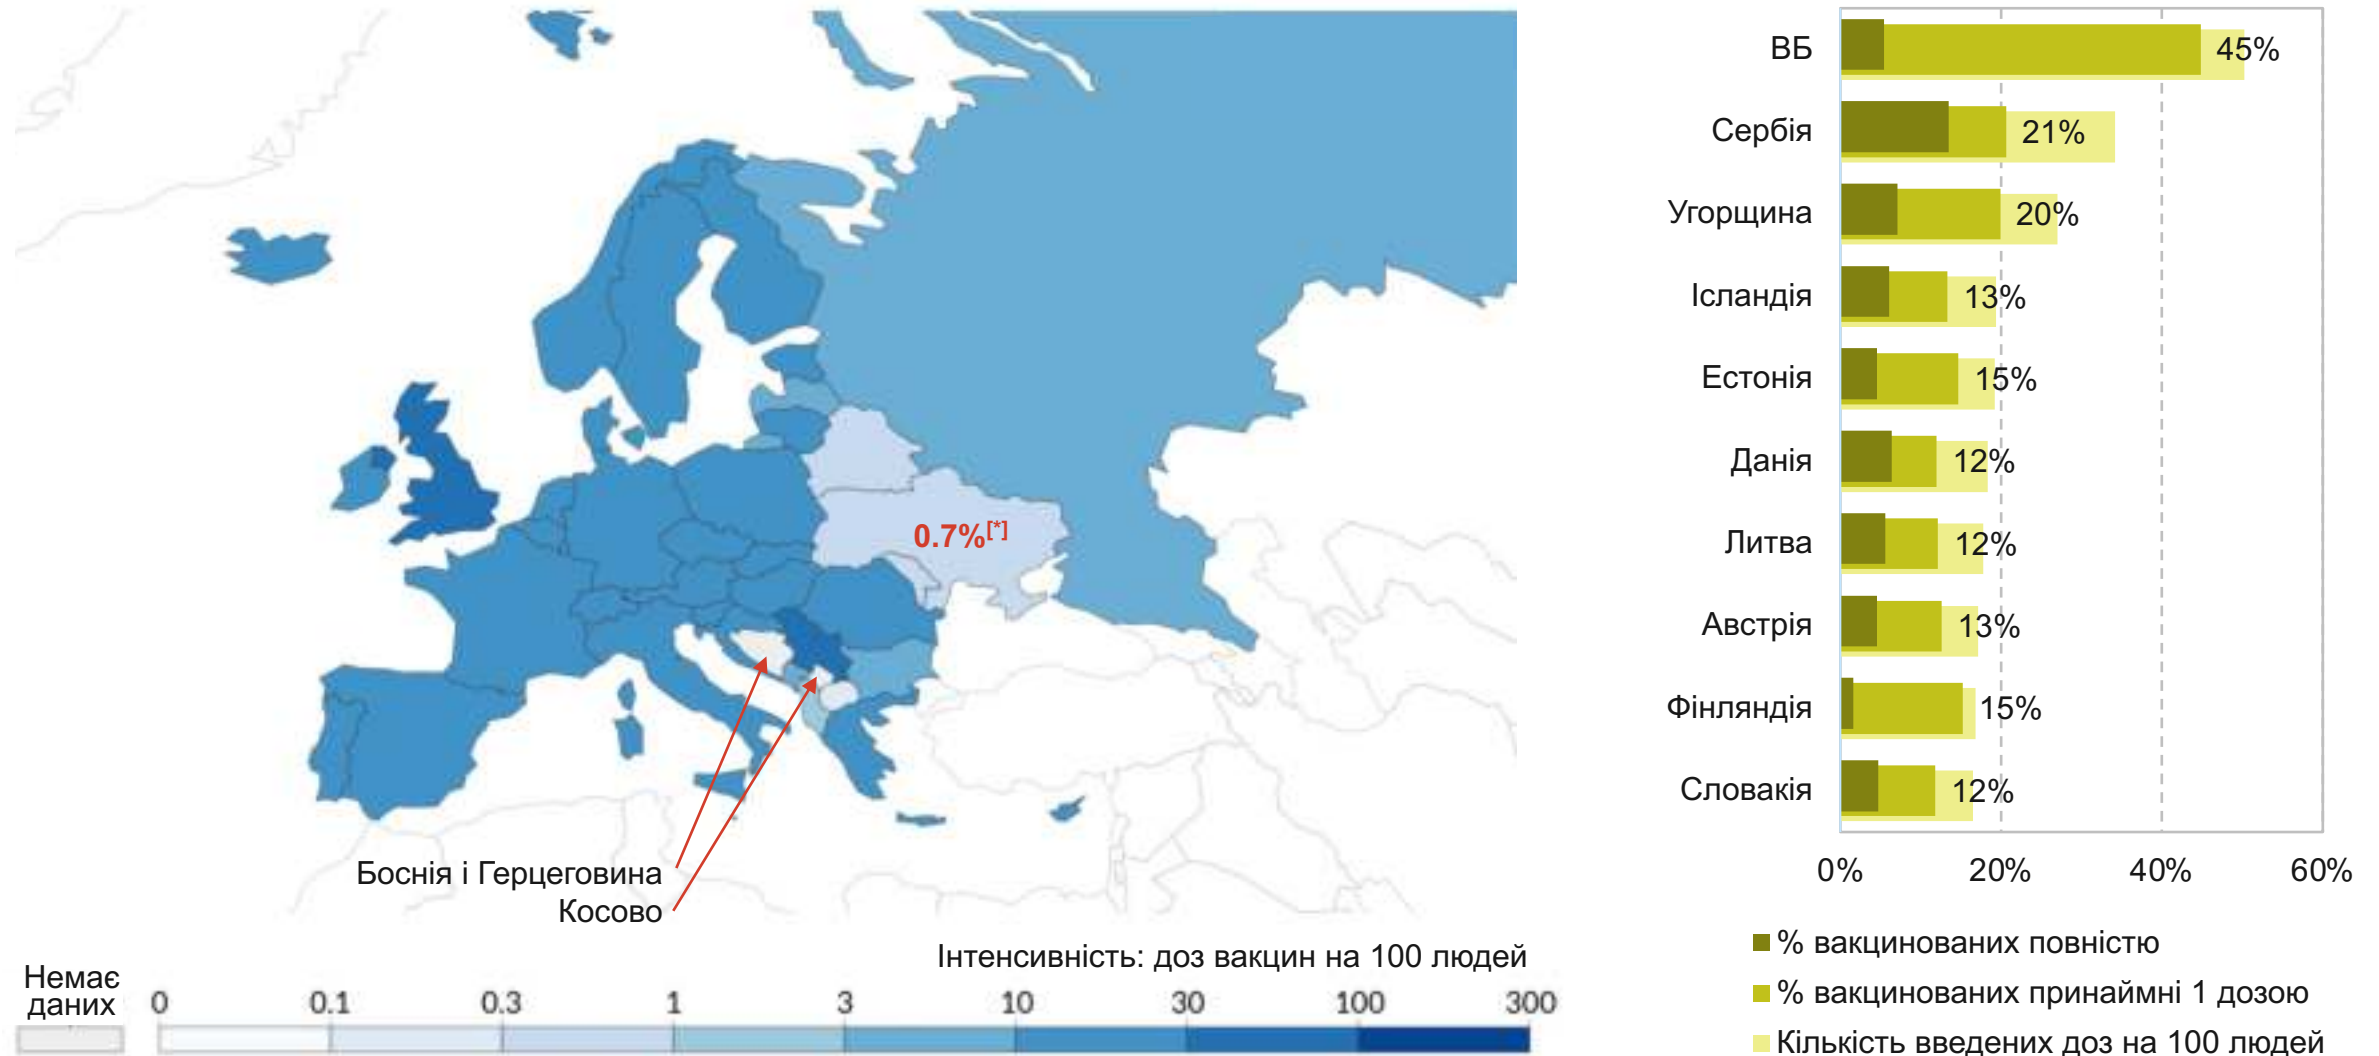 0.7%[*]
Боснія і Герцеговина
Косово
Інтенсивність: доз вакцин на 100 людей
Немає
даних
0 0.1 0.3 1 3 10 30 100 300
ВБ 45%
Сербія 21%
Угорщина 20%
Ісландія 13%
Естонія 15%
Данія 12%
Литва 12%
Австрія 13%
Фінляндія 15%
Словакія 12%
0% 20% 40% 60%
% вакцинованих повністю
% вакцинованих принаймні 1 дозою
Кількість введених доз на 100 людей